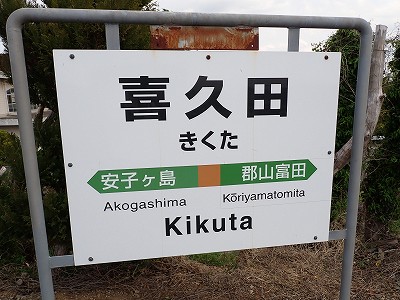 喜久田
きくた
安子ヶ島 郡山富田
Akogashima Kōriyamatomita
Kikuta